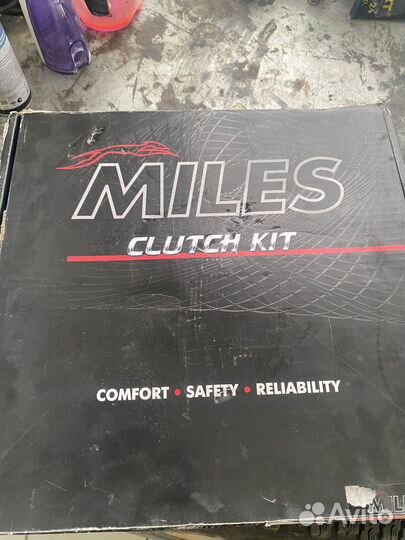 MILES
CLUTCH KIT
COMFORT • SAFETY • RELIABILITY
Avito